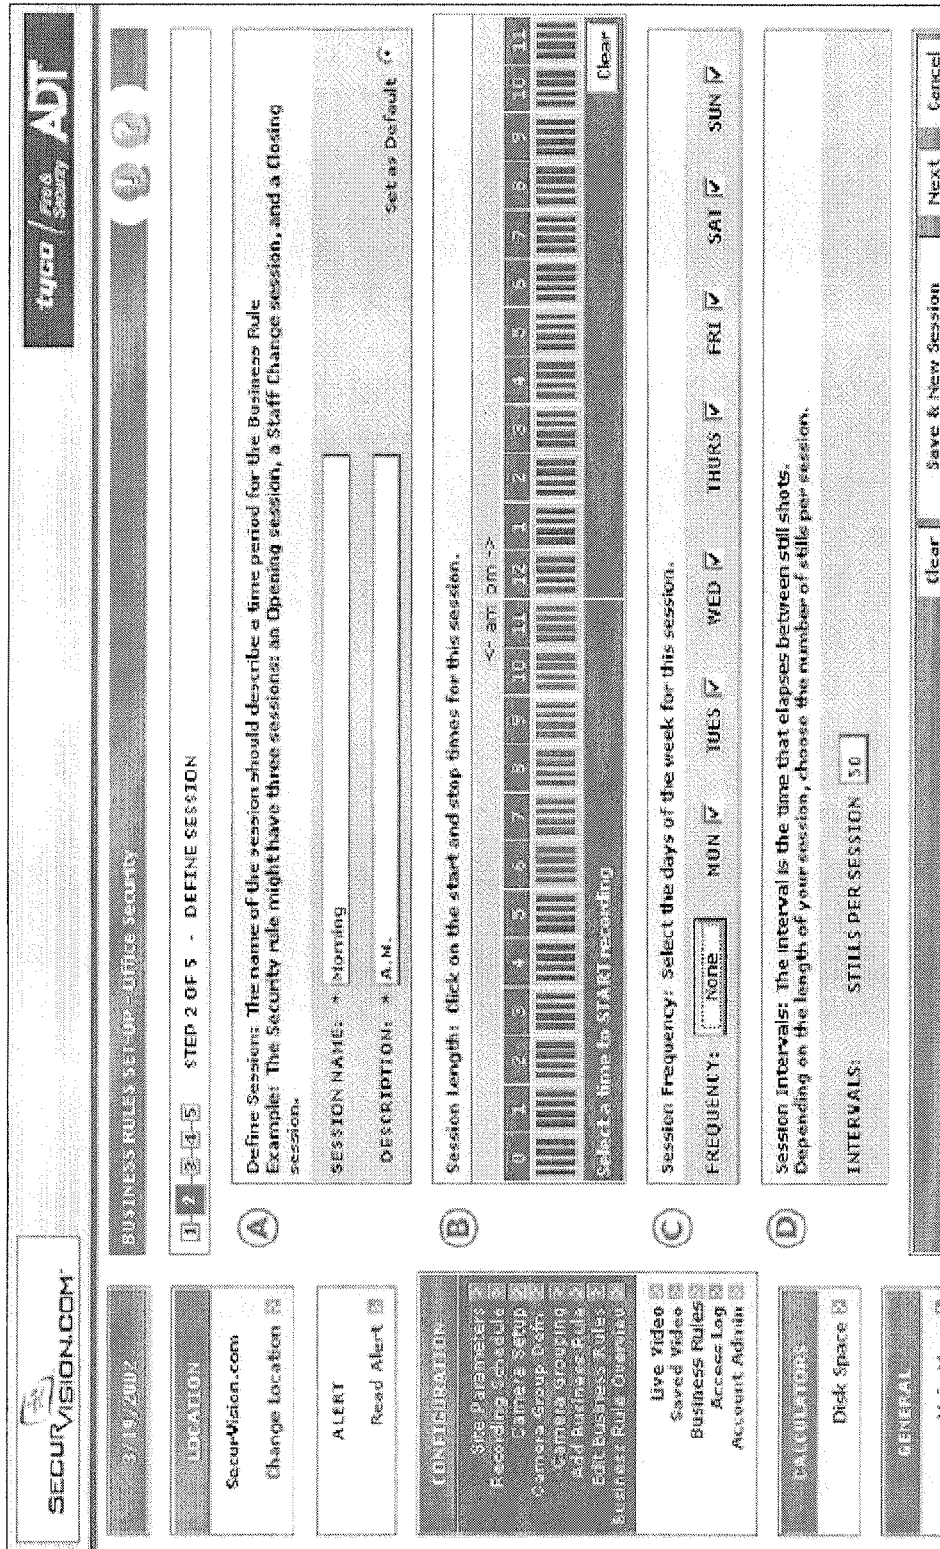 SECURVISION.COM
tyco / Fire & Security ADT
3/19/2002
BUSINESS RULES SET-UP - Office Security
! ?
LOCATION
SecurVision.com
Change Location
ALERT
Read Alert
CONFIGURATION
Site Parameters
Recording Schedule
Camera Setup
Camera Group Defn
Camera Grouping
Add Business Rule
Edit Business Rules
Business Rule Overview
Live Video
Saved Video
Business Rules
Access Log
Account Admin
CALCULATORS
Disk Space
GENERAL
1 2 3 4 5 STEP 2 OF 5 - DEFINE SESSION
A
Define Session: The name of the session should describe a time period for the Business Rule
Example: The Security rule might have three sessions: an Opening session, a Staff Change session, and a Closing
session.
SESSION NAME: * Morning
DESCRIPTION: * A.M. Set as Default
B
Session Length: Click on the start and stop times for this session.
<- am pm ->
0 1 2 3 4 5 6 7 8 9 10 11 12 1 2 3 4 5 6 7 8 9 10 11
Select a time to START recording Clear
C
Session Frequency: Select the days of the week for this session.
FREQUENCY: None MON TUES WED THURS FRI SAT SUN
D
Session Intervals: The interval is the time that elapses between still shots.
Depending on the length of your session, choose the number of stills per session.
INTERVALS: STILLS PER SESSION 50
Clear Save & New Session Next Cancel